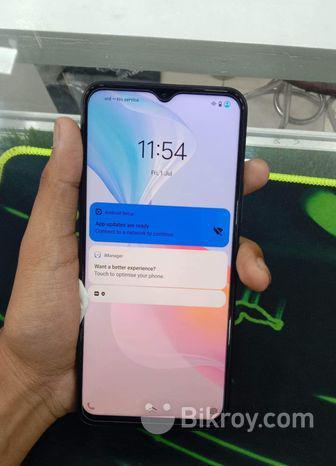 ard — No service
11:54
Fri, 1 Jul
Android Setup
App updates are ready
Connect to a network to continue
iManager
Want a better experience?
Touch to optimise your phone.
Bikroy.com